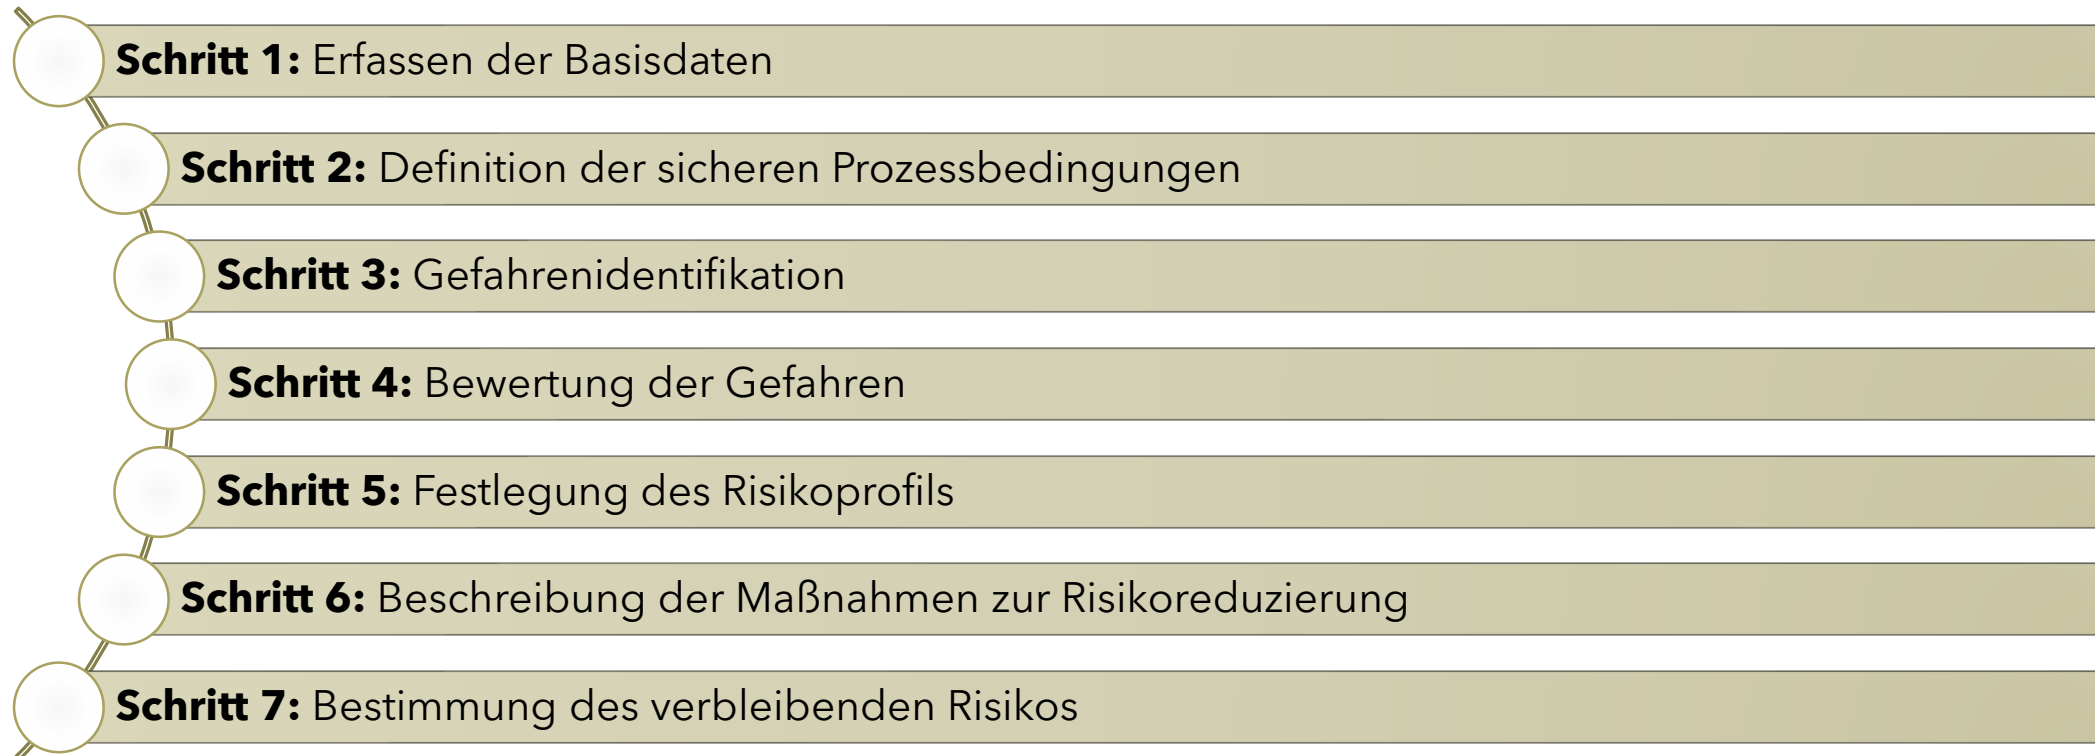 Schritt 1: Erfassen der Basisdaten
Schritt 2: Definition der sicheren Prozessbedingungen
Schritt 3: Gefahrenidentifikation
Schritt 4: Bewertung der Gefahren
Schritt 5: Festlegung des Risikoprofils
Schritt 6: Beschreibung der Maßnahmen zur Risikoreduzierung
Schritt 7: Bestimmung des verbleibenden Risikos